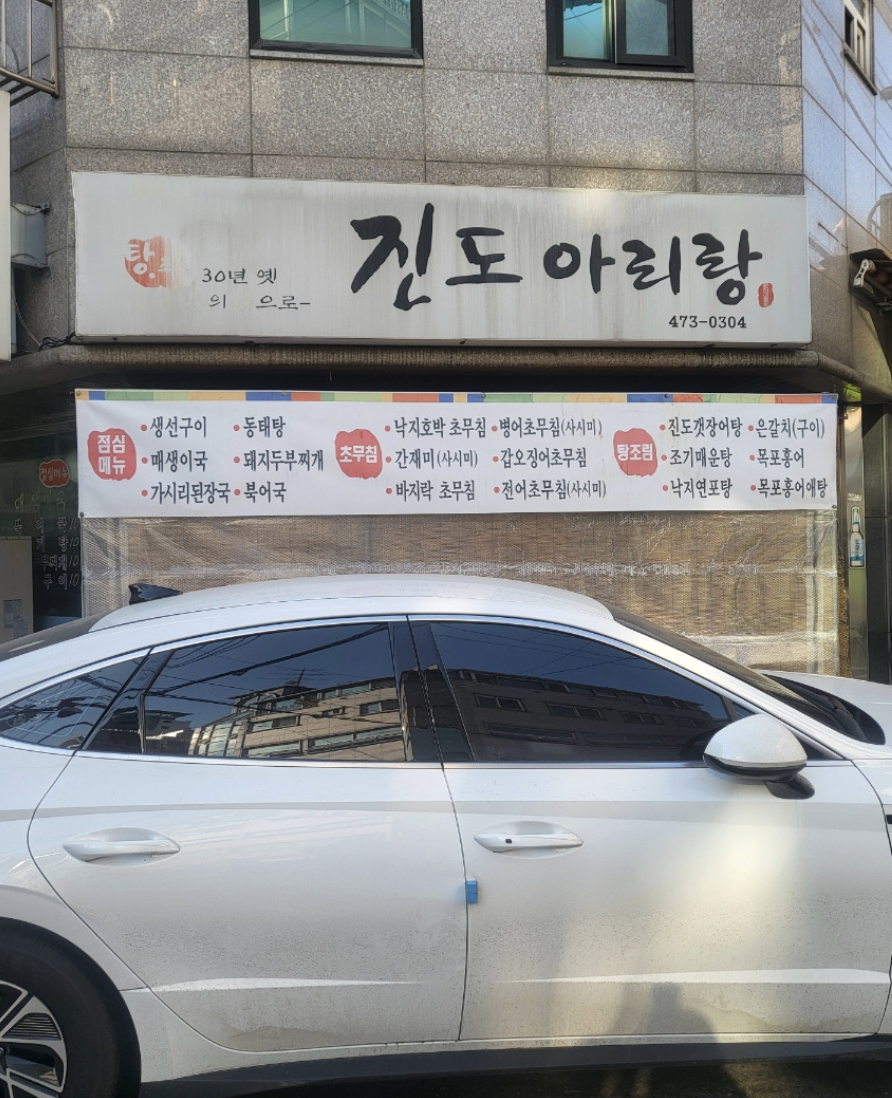 탕.
30년 옛
의 으로-
진도 아리랑
473-0304
점심
메뉴
생선구이
매생이국
가시리된장국
동태탕
돼지두부찌개
북어국
초무침
낙지호박 초무침
간재미(사시미)
바지락 초무침
병어초무침(사시미)
갑오징어초무침
전어초무침(사시미)
탕조림
진도갯장어탕
조기매운탕
낙지연포탕
은갈치(구이)
목포홍어
목포홍어애탕
점심메뉴